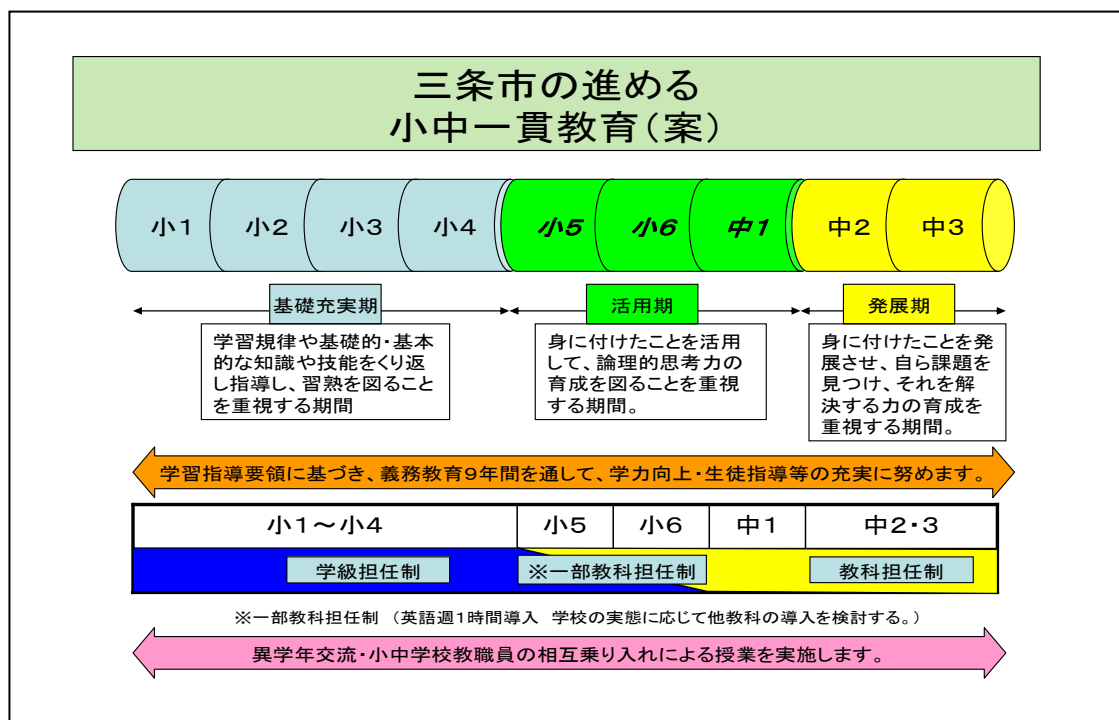 三条市の進める
小中一貫教育（案）
小１
小２
小３
小４
小５
小６
中１
中２
中３
基礎充実期
活用期
発展期
学習規律や基礎的・基本
的な知識や技能をくり返
し指導し、習熟を図ること
を重視する期間
身に付けたことを活用
して、論理的思考力の
育成を図ることを重視
する期間。
身に付けたことを発
展させ、自ら課題を
見つけ、それを解
決する力の育成を
重視する期間。
学習指導要領に基づき、義務教育９年間を通して、学力向上・生徒指導等の充実に努めます。
小１～小４
小５
小６
中１
中２・３
学級担任制
※一部教科担任制
教科担任制
※一部教科担任制　（英語週１時間導入　学校の実態に応じて他教科の導入を検討する。）
異学年交流・小中学校教職員の相互乗り入れによる授業を実施します。